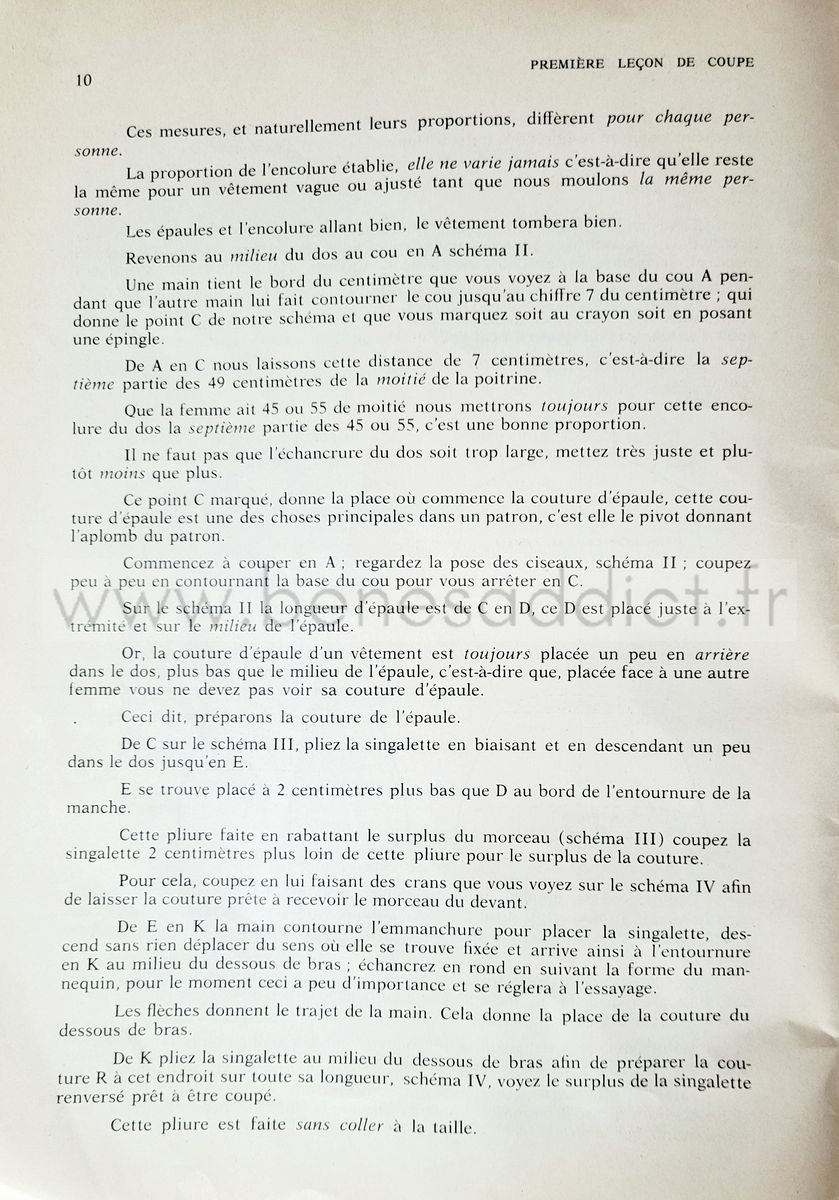 10
PREMIÈRE LEÇON DE COUPE
Ces mesures, et naturellement leurs proportions, diffèrent pour chaque per-
sonne.
La proportion de l'encolure établie, elle ne varie jamais c'est-à-dire qu'elle reste
la même pour un vêtement vague ou ajusté tant que nous moulons la même per-
sonne.
Les épaules et l'encolure allant bien, le vêtement tombera bien.
Revenons au milieu du dos au cou en A schéma II.
Une main tient le bord du centimètre que vous voyez à la base du cou A pen-
dant que l'autre main lui fait contourner le cou jusqu'au chiffre 7 du centimètre ; qui
donne le point C de notre schéma et que vous marquez soit au crayon soit en posant
une épingle.
De A en C nous laissons cette distance de 7 centimètres, c'est-à-dire la sep-
tième partie des 49 centimètres de la moitié de la poitrine.
Que la femme ait 45 ou 55 de moitié nous mettrons toujours pour cette enco-
lure du dos la septième partie des 45 ou 55, c'est une bonne proportion.
Il ne faut pas que l'échancrure du dos soit trop large, mettez très juste et plu-
tôt moins que plus.
Ce point C marqué, donne la place où commence la couture d'épaule, cette cou-
ture d'épaule est une des choses principales dans un patron, c'est elle le pivot donnant
l'aplomb du patron.
Commencez à couper en A ; regardez la pose des ciseaux, schéma II ; coupez
peu à peu en contournant la base du cou pour vous arrêter en C.
www.benesaddict.fr
Sur le schéma II la longueur d'épaule est de C en D, ce D est placé juste à l'ex-
trémité et sur le milieu de l'épaule.
Or, la couture d'épaule d'un vêtement est toujours placée un peu en arrière
dans le dos, plus bas que le milieu de l'épaule, c'est-à-dire que, placée face à une autre
femme vous ne devez pas voir sa couture d'épaule.
Ceci dit, préparons la couture de l'épaule.
De C sur le schéma III, pliez la singalette en biaisant et en descendant un peu
dans le dos jusqu'en E.
E se trouve placé à 2 centimètres plus bas que D au bord de l'entournure de la
manche.
Cette pliure faite en rabattant le surplus du morceau (schéma III) coupez la
singalette 2 centimètres plus loin de cette pliure pour le surplus de la couture.
Pour cela, coupez en lui faisant des crans que vous voyez sur le schéma IV afin
de laisser la couture prête à recevoir le morceau du devant.
De E en K la main contourne l'emmanchure pour placer la singalette, des-
cend sans rien déplacer du sens où elle se trouve fixée et arrive ainsi à l'entournure
en K au milieu du dessous de bras ; échancrez en rond en suivant la forme du man-
nequin, pour le moment ceci a peu d'importance et se réglera à l'essayage.
Les flèches donnent le trajet de la main. Cela donne la place de la couture du
dessous de bras.
De K pliez la singalette au milieu du dessous de bras afin de préparer la cou-
ture R à cet endroit sur toute sa longueur, schéma IV, voyez le surplus de la singalette
renversé prêt à être coupé.
Cette pliure est faite sans coller à la taille.